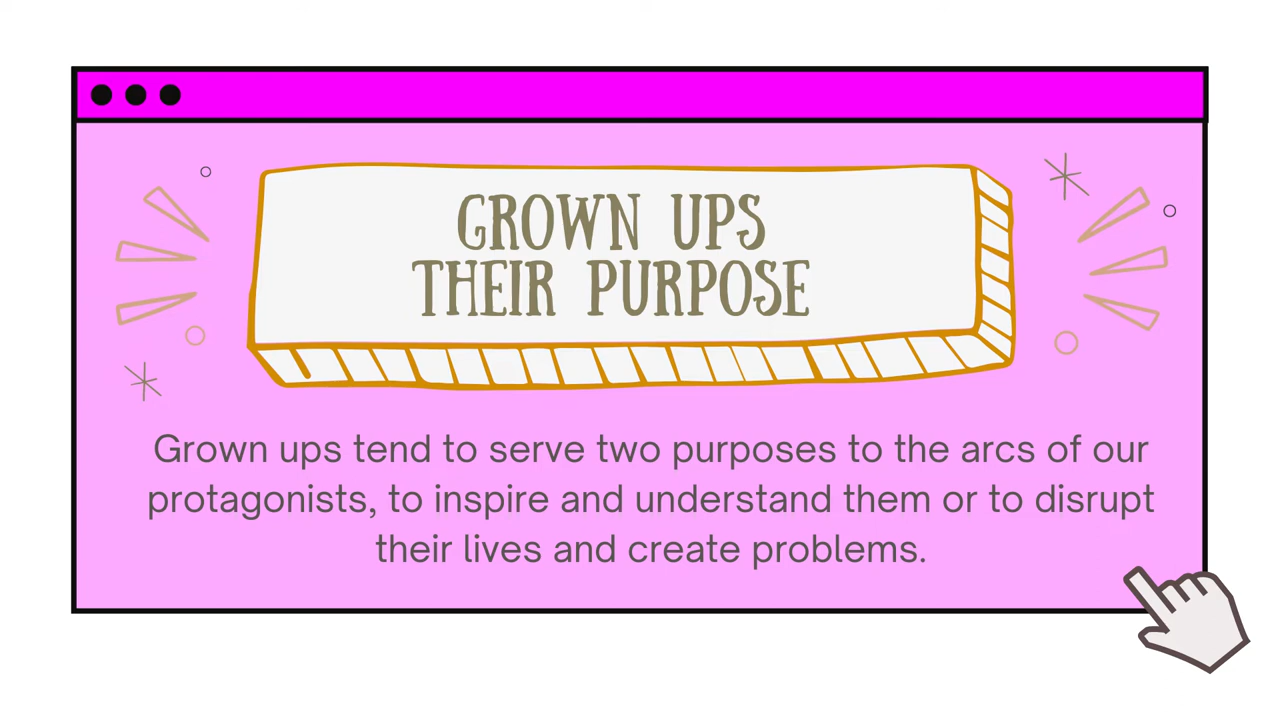 GROWN UPS
THEIR PURPOSE
Grown ups tend to serve two purposes to the arcs of our
protagonists, to inspire and understand them or to disrupt
their lives and create problems.